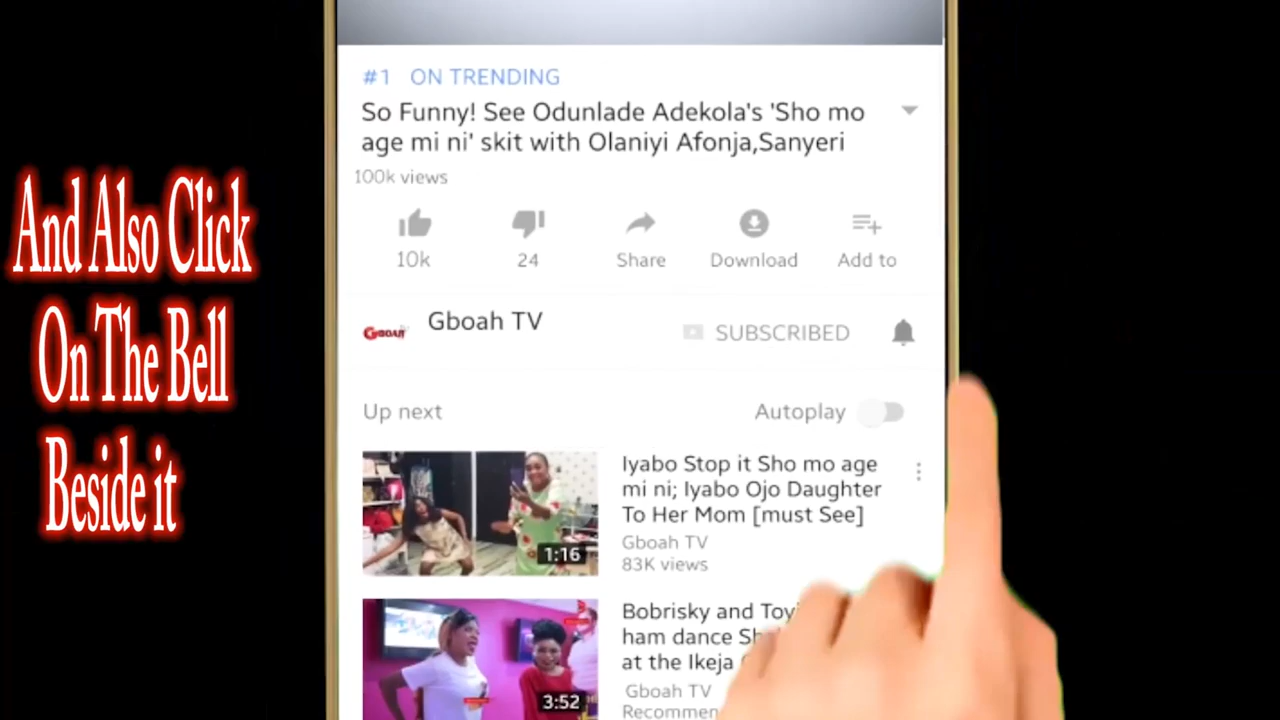 And Also Click
On The Bell
Beside it
#1 ON TRENDING
So Funny! See Odunlade Adekola's 'Sho mo
age mi ni' skit with Olaniyi Afonja,Sanyeri
100k views
10k
24
Share
Download
Add to
GBOAH
Gboah TV
SUBSCRIBED
Up next
Autoplay
1:16
Iyabo Stop it Sho mo age
mi ni; Iyabo Ojo Daughter
To Her Mom [must See]
Gboah TV
83K views
3:52
Bobrisky and
ham dance
at the Ikeja
Gboah TV